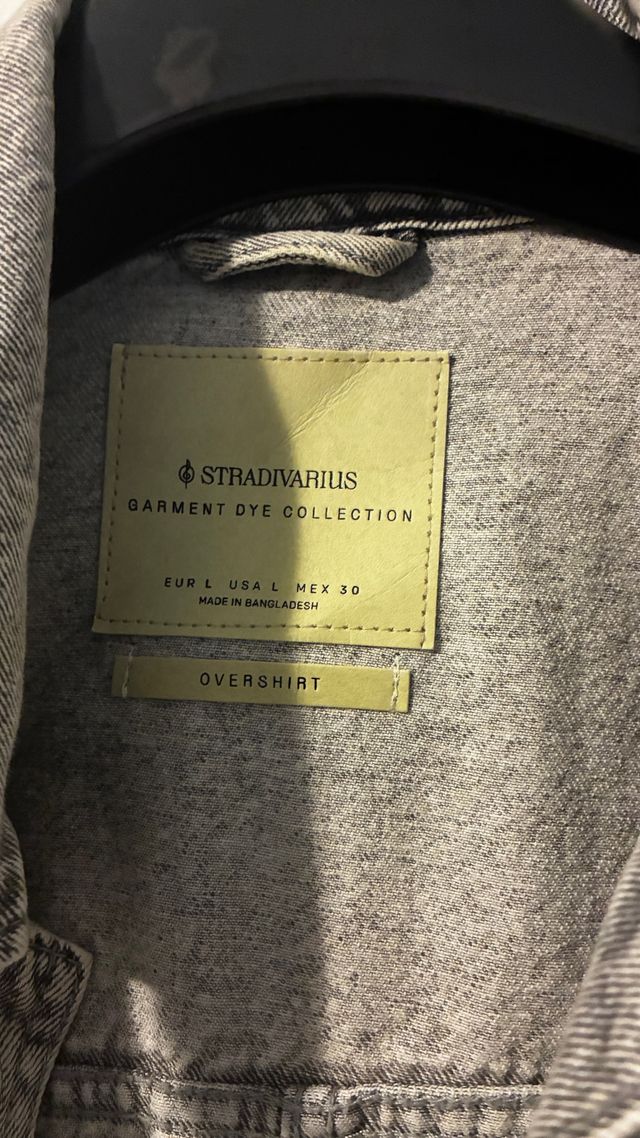 STRADIVARIUS
GARMENT DYE COLLECTION
EUR L USA L MEX 30
MADE IN BANGLADESH
OVERSHIRT